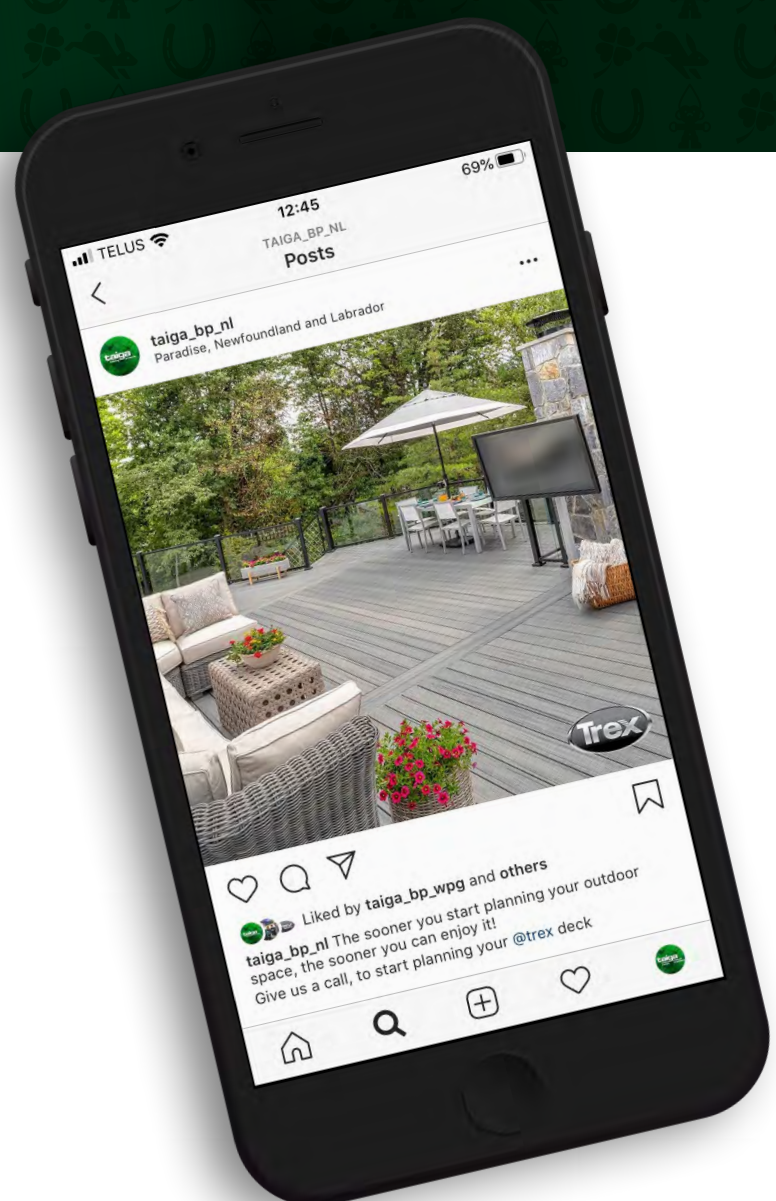 TELUS 12:45 69%
TAIGA_BP_NL
Posts
taiga_bp_nl
Paradise, Newfoundland and Labrador
taiga
Trex
Liked by taiga_bp_wpg and others
taiga_bp_nl The sooner you start planning your outdoor
space, the sooner you can enjoy it!
Give us a call, to start planning your @trex deck
taiga